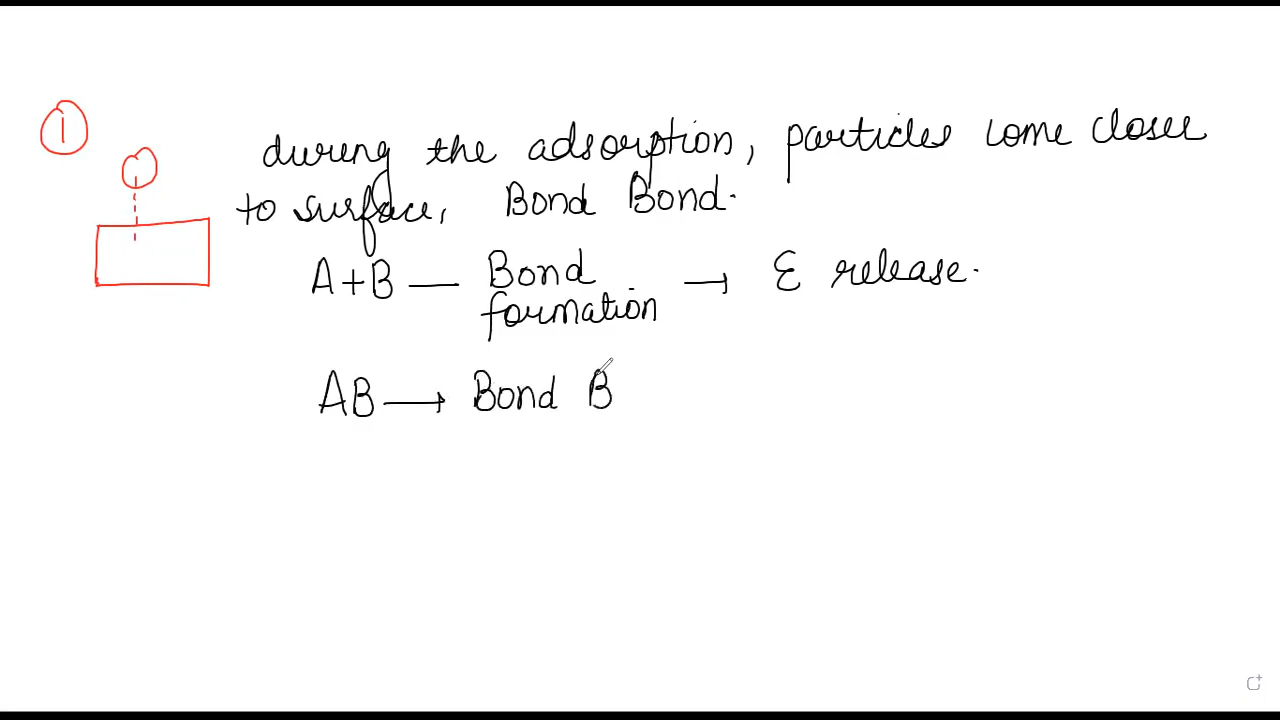 1
during the adsorption, particles come closer
to surface, Bond Bond.
A+B — Bond formation → E release.
AB → Bond B